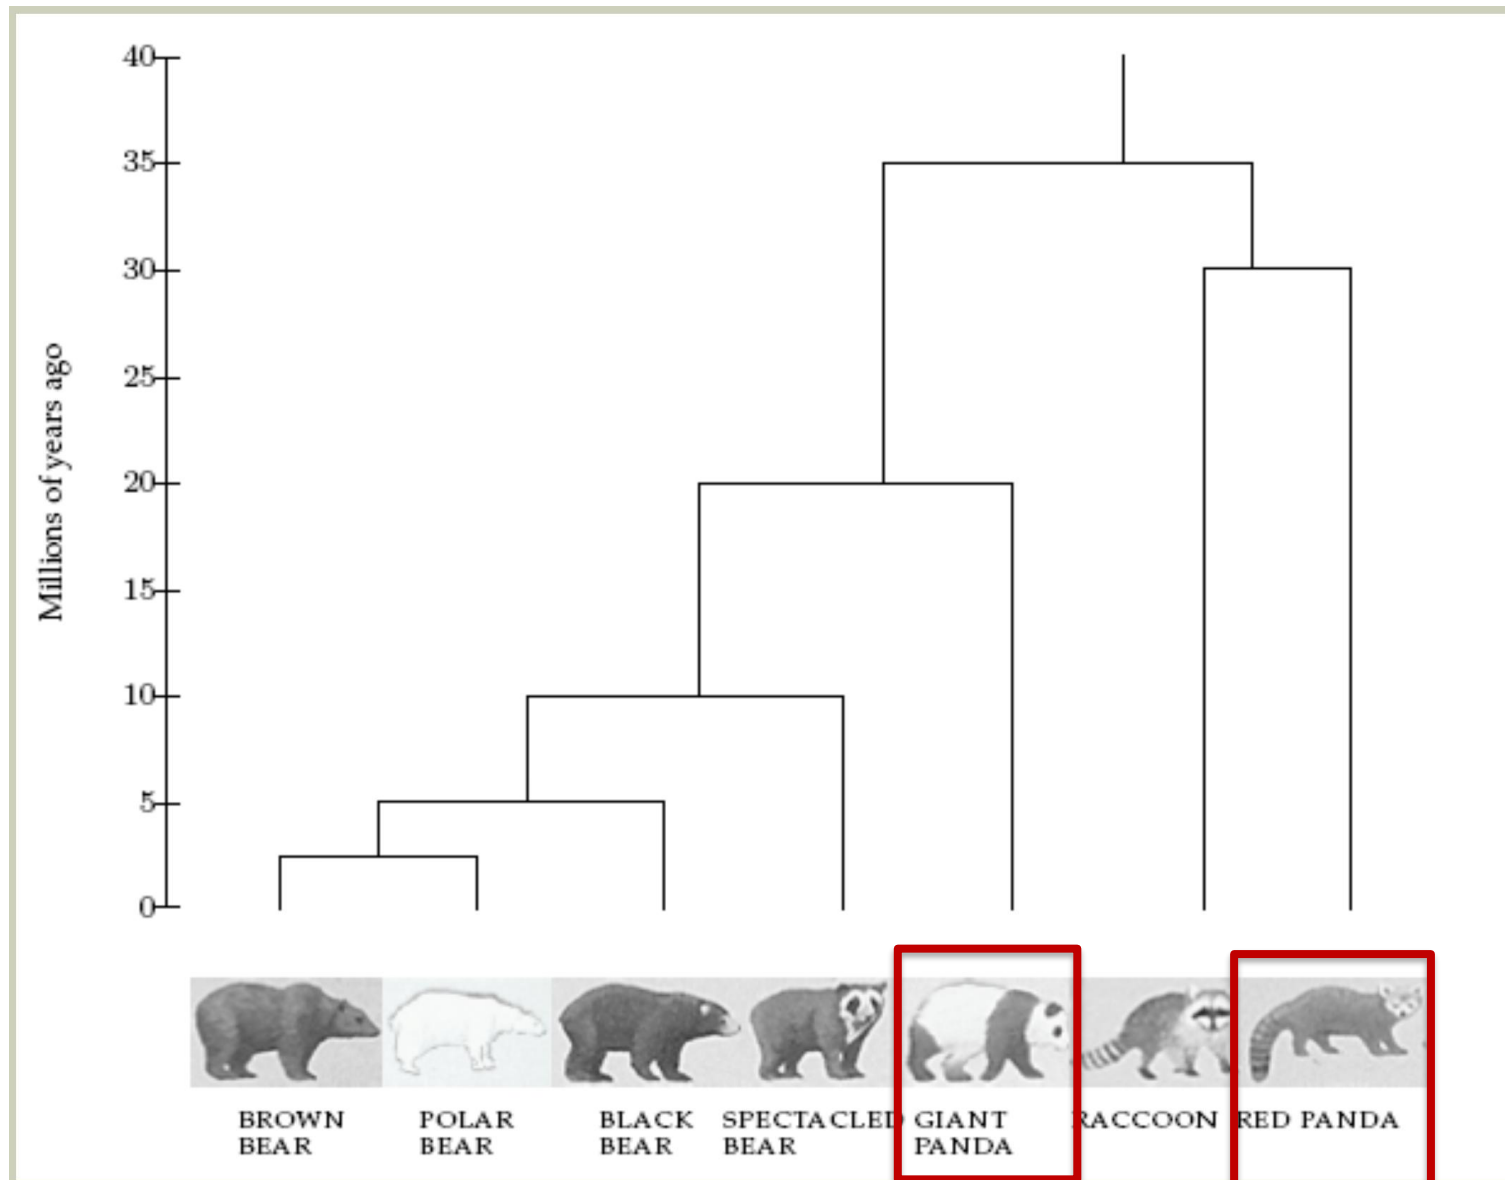 40
35
30
25
20
15
10
5
0
Millions of years ago
BROWN BEAR
POLAR BEAR
BLACK BEAR
SPECTACLED BEAR
GIANT PANDA
RACCOON
RED PANDA